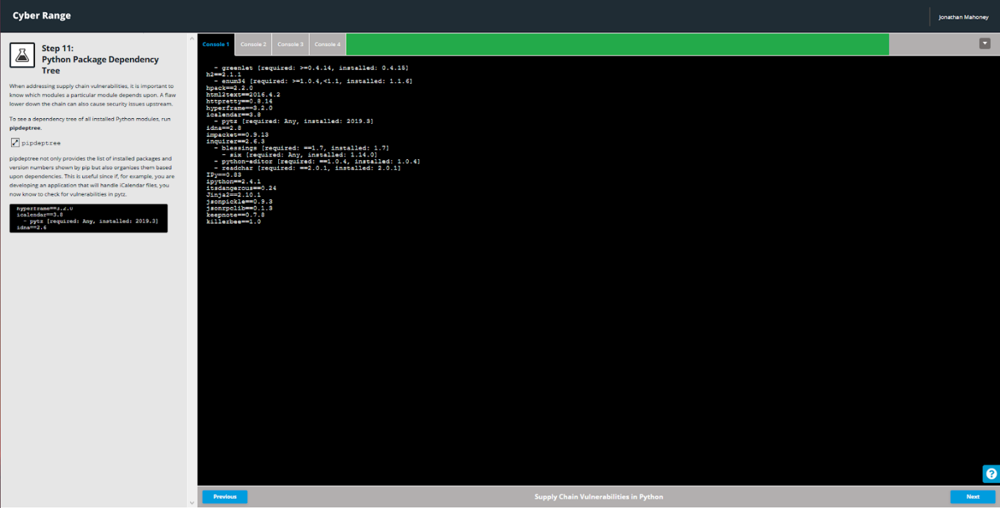 Cyber Range
Jonathan Mahoney
Step 11:
Python Package Dependency
Tree
When addressing supply chain vulnerabilities, it is important to
know which modules a particular module depends upon. A flaw
lower down the chain can also cause security issues upstream.
To see a dependency tree of all installed Python modules, run
pipdeptree.
pipdeptree
pipdeptree not only provides the list of installed packages and
version numbers shown by pip but also organizes them based
upon dependencies. This is useful since if, for example, you are
developing an application that will handle iCalendar files, you
now know to check for vulnerabilities in pytz.
hyperframe==3.2.0
icalendar==3.8
- pytz [required: Any, installed: 2019.3]
idna==2.6
Console 1
Console 2
Console 3
Console 4
- greenlet [required: >=0.4.14, installed: 0.4.15]
h2==2.1.1
- enum34 [required: >=1.0.4,<1.1, installed: 1.1.6]
hpack==2.2.0
html2text==2016.4.2
httpretty==0.8.14
hyperframe==3.2.0
icalendar==3.8
- pytz [required: Any, installed: 2019.3]
idna==2.8
impacket==0.9.13
inquirer==2.6.3
- blessings [required: ==1.7, installed: 1.7]
- six [required: Any, installed: 1.14.0]
- python-editor [required: ==1.0.4, installed: 1.0.4]
- readchar [required: ==2.0.1, installed: 2.0.1]
IPy==0.83
ipython==2.4.1
itsdangerous==0.24
Jinja2==2.10.1
jsonpickle==0.9.3
jsonrpclib==0.1.3
keepnote==0.7.8
killerbee==1.0
Previous
Supply Chain Vulnerabilities in Python
Next